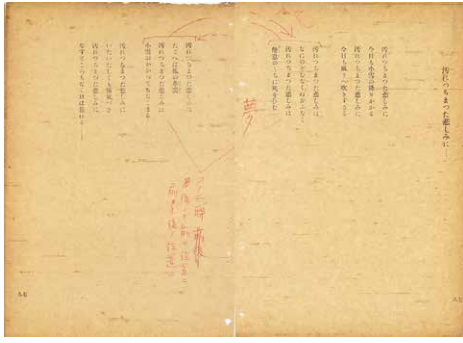 汚れつちまつた悲しみに……
汚れつちまつた悲しみに
今日も小雪の降りかかる
汚れつちまつた悲しみに
今日も風さへ吹きすぎる
汚れつちまつた悲しみは
なにのぞむなくねがふなく
汚れつちまつた悲しみは
倦怠のうちに死を
夢
汚れつちまつた悲しみは
たとへば狐の革裘
汚れつちまつた悲しみは
小雪のかかつてちぢこまる
汚れつちまつた悲しみに
いたいたしくも怖気づき
汚れつちまつた悲しみに
なすところもなく日は暮れる……